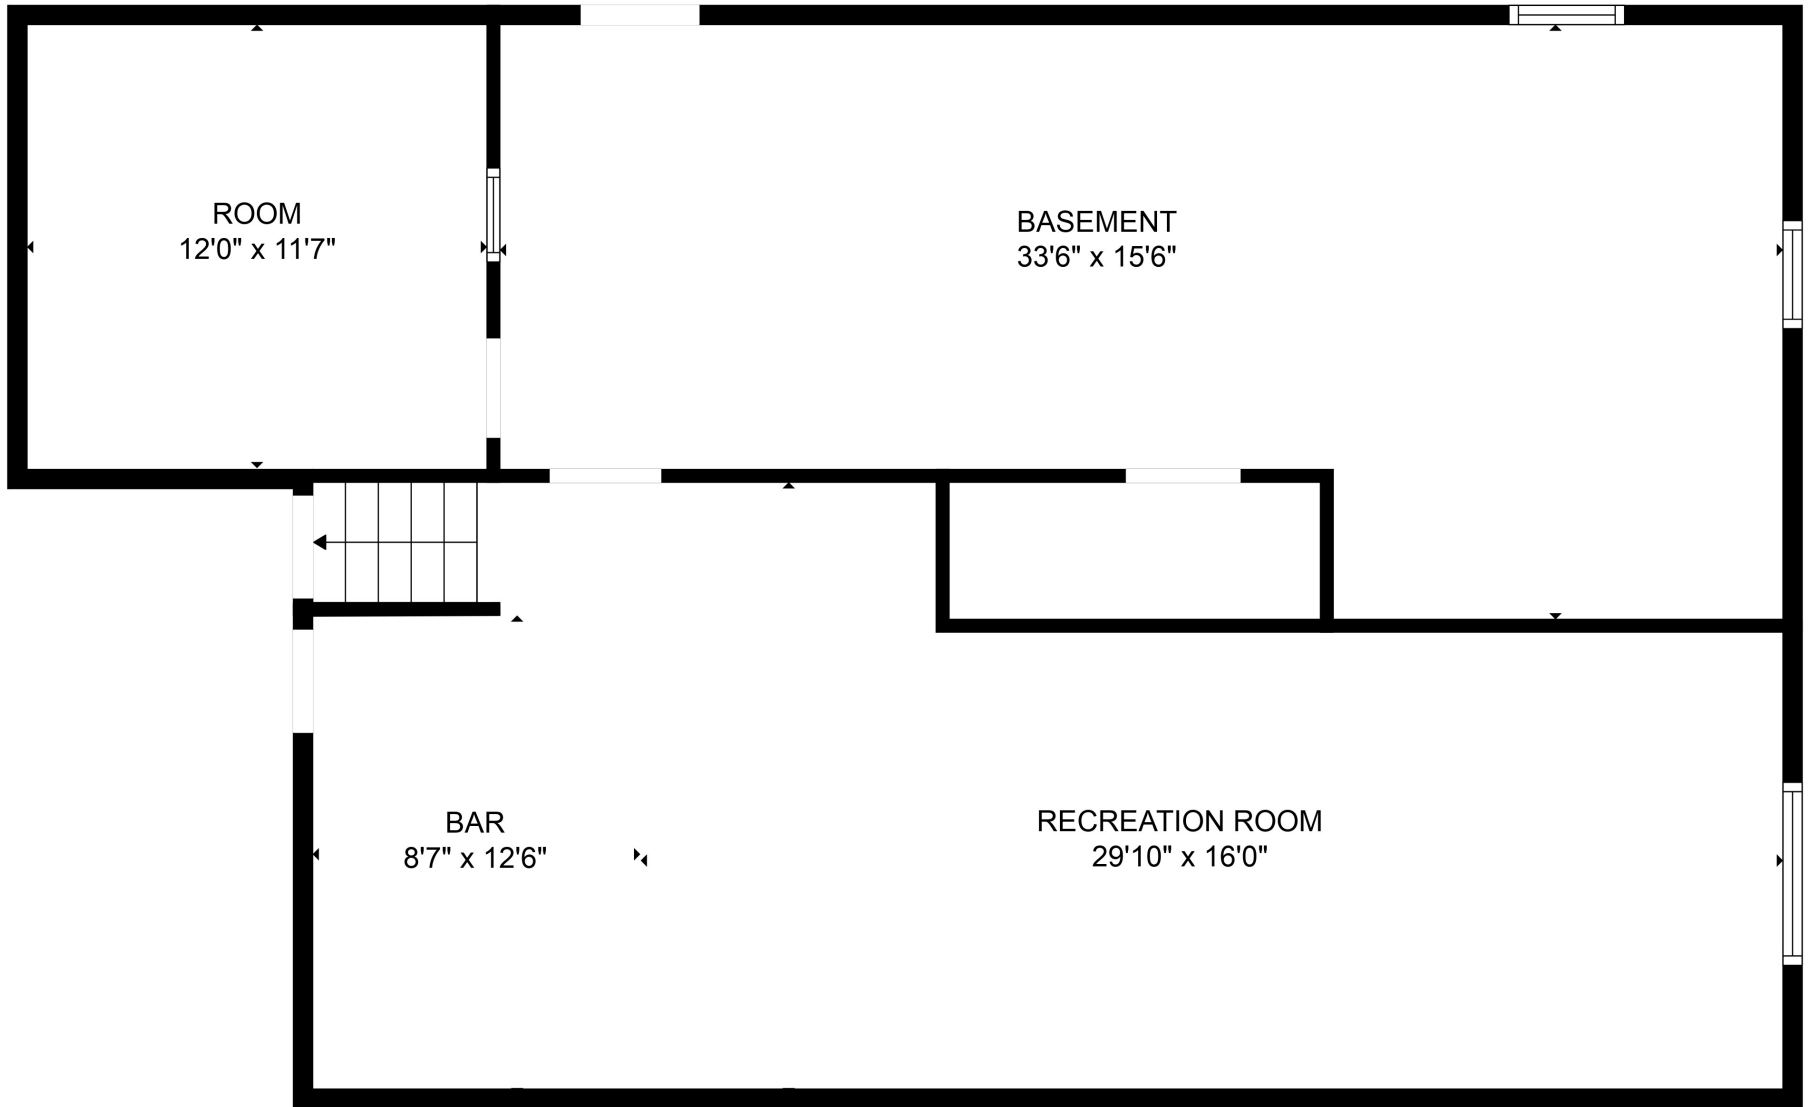 ROOM
12'0" x 11'7"
BASEMENT
33'6" x 15'6"
BAR
8'7" x 12'6"
RECREATION ROOM
29'10" x 16'0"